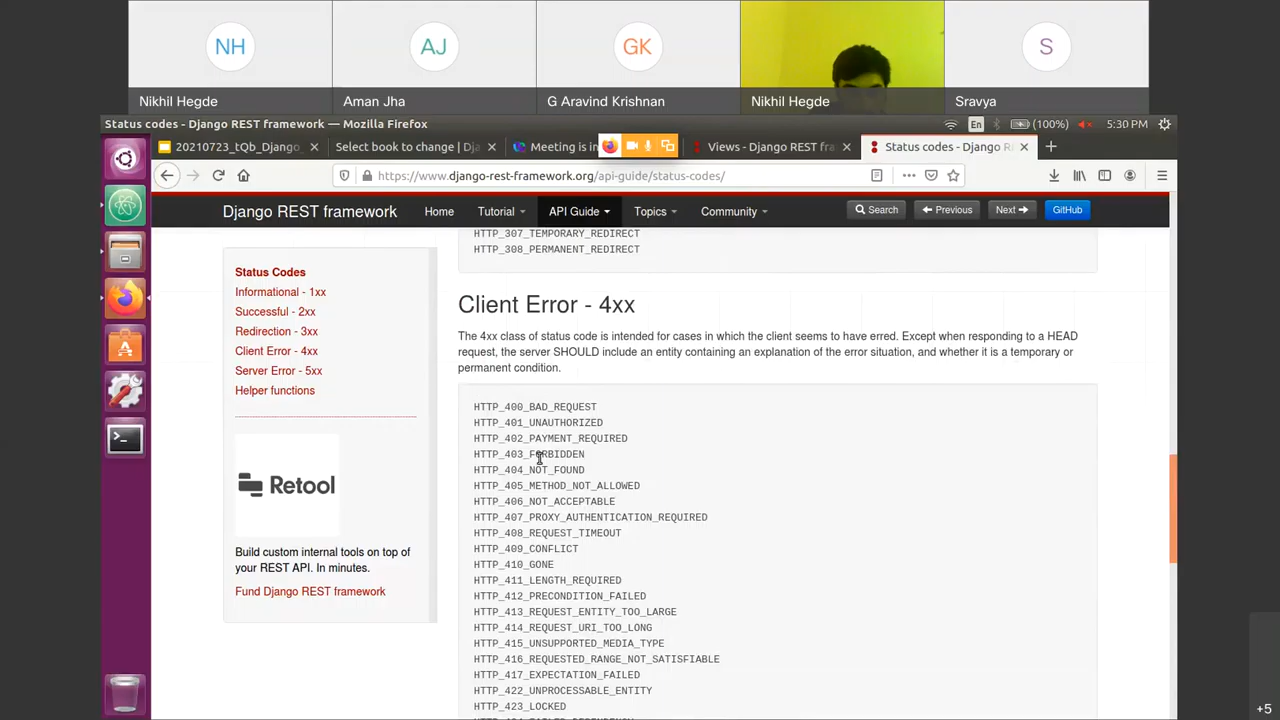 NH
AJ
GK
S
Nikhil Hegde
Aman Jha
G Aravind Krishnan
Nikhil Hegde
Sravya
Status codes - Django REST framework — Mozilla Firefox
En
(100%)
5:30 PM
20210723_tQb_Django_
Select book to change | Dja
Meeting is in
Views - Django REST fra
Status codes - Django R
https://www.django-rest-framework.org/api-guide/status-codes/
Django REST framework
Home
Tutorial
API Guide
Topics
Community
Search
Previous
Next
GitHub
Status Codes
Informational - 1xx
Successful - 2xx
Redirection - 3xx
Client Error - 4xx
Server Error - 5xx
Helper functions
Retool
Build custom internal tools on top of
your REST API. In minutes.
Fund Django REST framework
HTTP_307_TEMPORARY_REDIRECT
HTTP_308_PERMANENT_REDIRECT
Client Error - 4xx
The 4xx class of status code is intended for cases in which the client seems to have erred. Except when responding to a HEAD
request, the server SHOULD include an entity containing an explanation of the error situation, and whether it is a temporary or
permanent condition.
HTTP_400_BAD_REQUEST
HTTP_401_UNAUTHORIZED
HTTP_402_PAYMENT_REQUIRED
HTTP_403_FORBIDDEN
HTTP_404_NOT_FOUND
HTTP_405_METHOD_NOT_ALLOWED
HTTP_406_NOT_ACCEPTABLE
HTTP_407_PROXY_AUTHENTICATION_REQUIRED
HTTP_408_REQUEST_TIMEOUT
HTTP_409_CONFLICT
HTTP_410_GONE
HTTP_411_LENGTH_REQUIRED
HTTP_412_PRECONDITION_FAILED
HTTP_413_REQUEST_ENTITY_TOO_LARGE
HTTP_414_REQUEST_URI_TOO_LONG
HTTP_415_UNSUPPORTED_MEDIA_TYPE
HTTP_416_REQUESTED_RANGE_NOT_SATISFIABLE
HTTP_417_EXPECTATION_FAILED
HTTP_422_UNPROCESSABLE_ENTITY
HTTP_423_LOCKED
+5